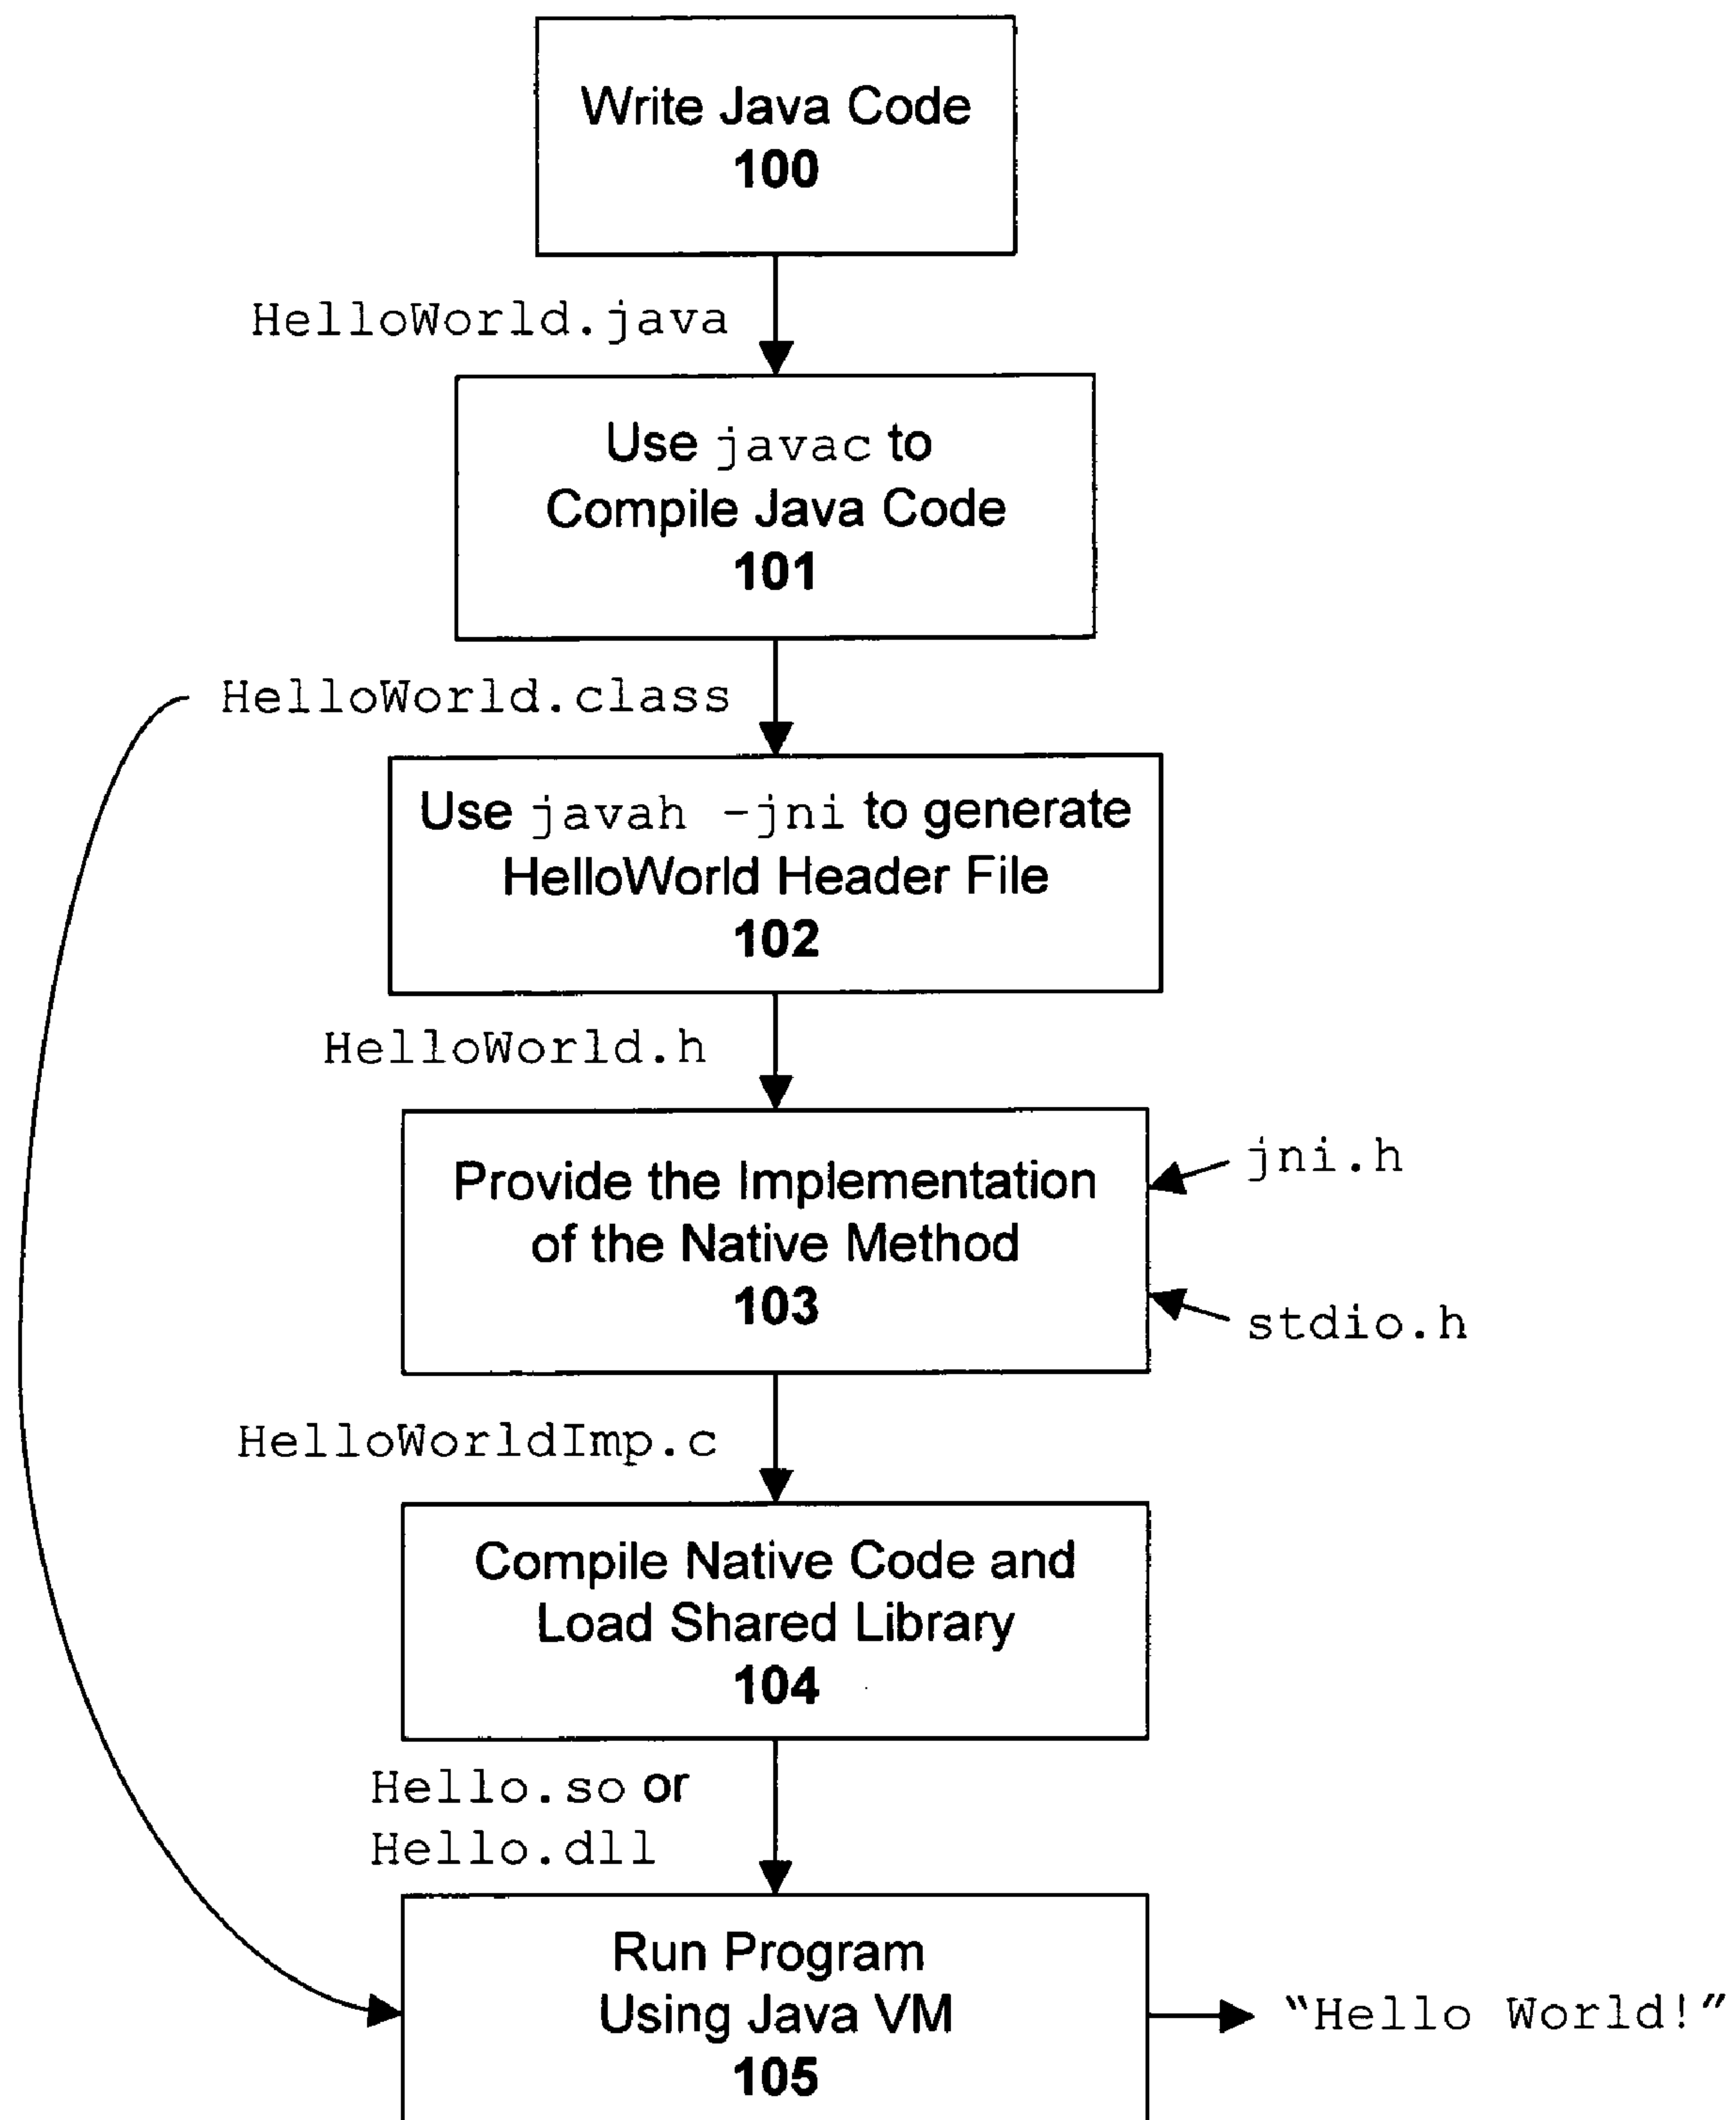 Write Java Code
100
HelloWorld.java
Use javac to
Compile Java Code
101
HelloWorld.class
Use javah -jni to generate
HelloWorld Header File
102
HelloWorld.h
Provide the Implementation
of the Native Method
103
jni.h
stdio.h
HelloWorldImp.c
Compile Native Code and
Load Shared Library
104
Hello.so or
Hello.dll
Run Program
Using Java VM
105
“Hello World!”